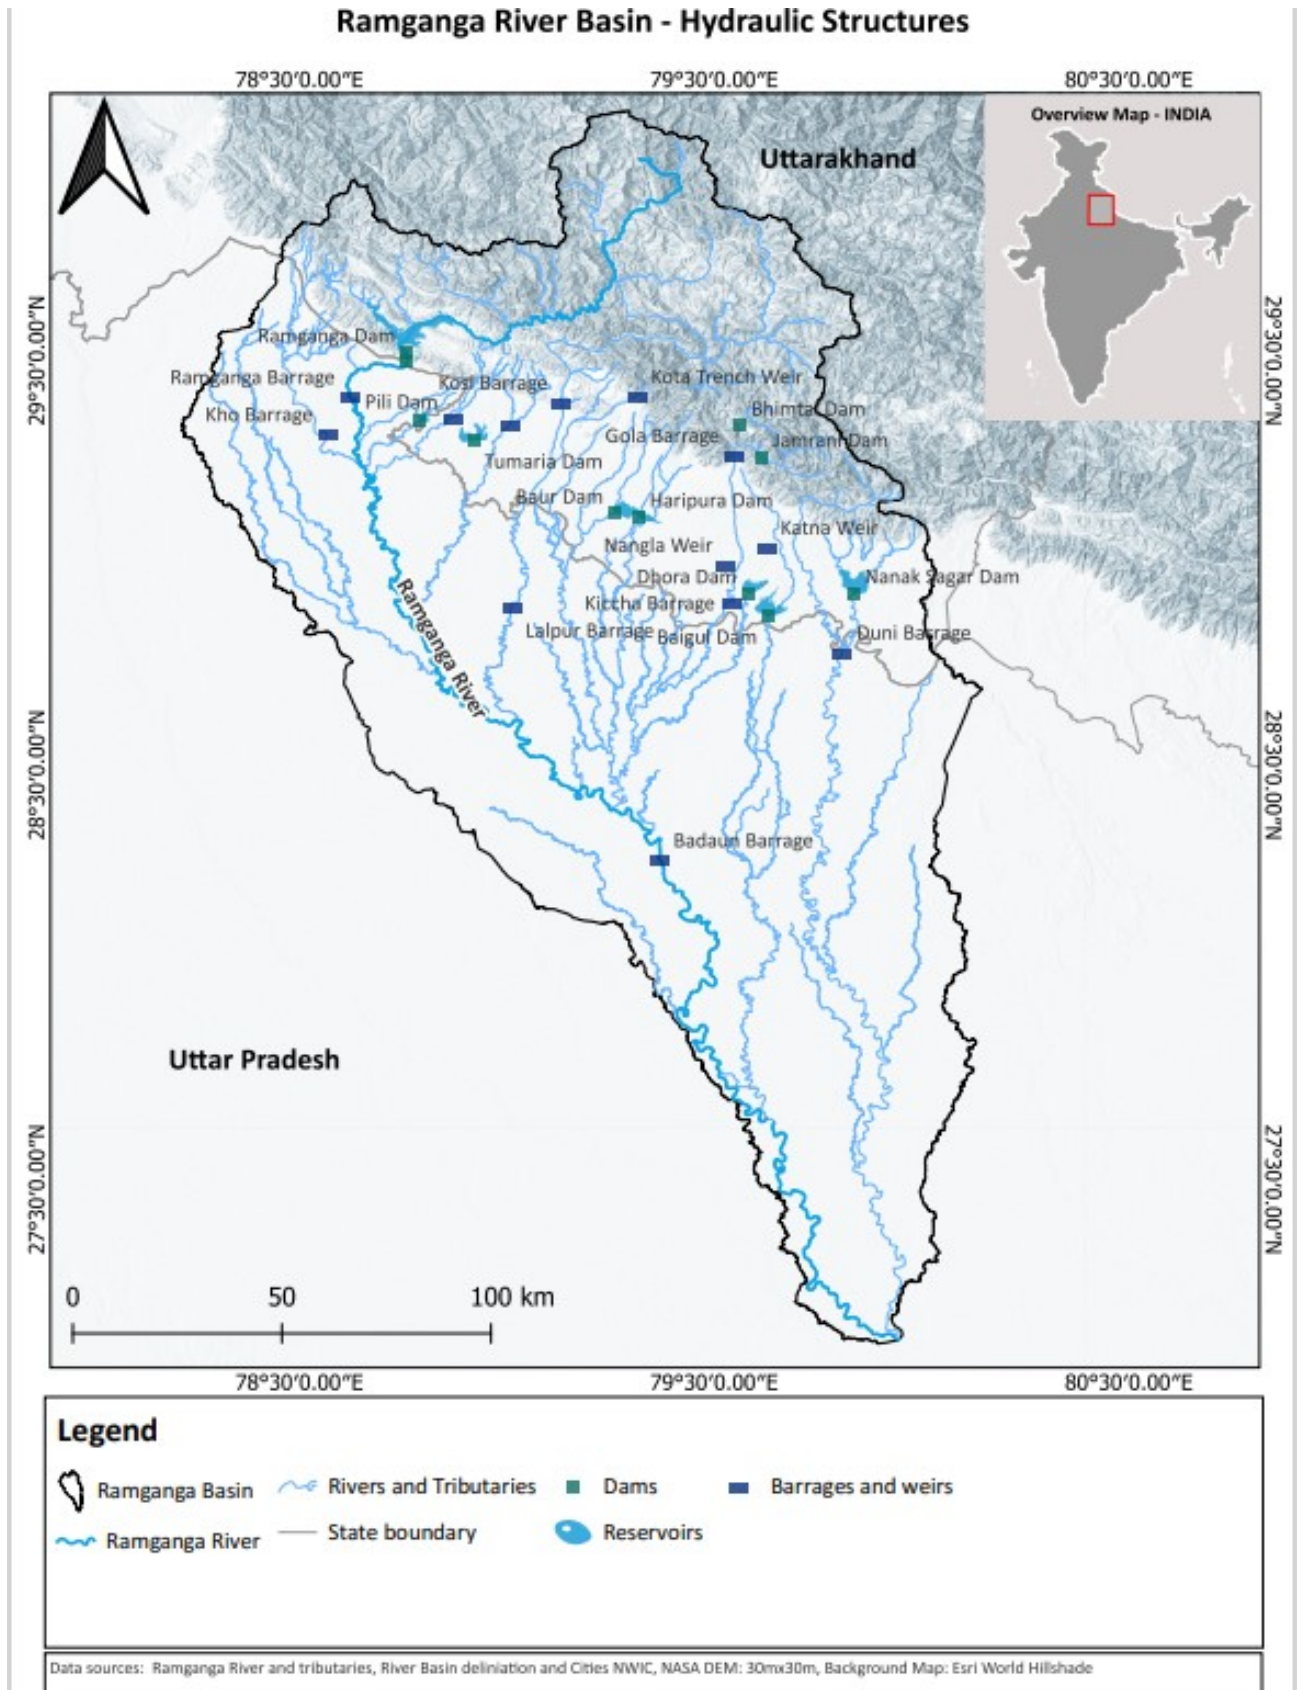 Ramganga River Basin - Hydraulic Structures
78°30'0.00"E
79°30'0.00"E
80°30'0.00"E
Overview Map - INDIA
Uttarakhand
29°30'0.00"N
29°30'0.00"N
Ramganga Dam
Ramganga Barrage
Kosi Barrage
Kota Trench Weir
Pili Dam
Kho Barrage
Bhimtal Dam
Gola Barrage
Jamrani Dam
Tumaria Dam
Baur Dam
Haripura Dam
Katna Weir
Nangla Weir
Dhora Dam
Nanak Sagar Dam
Kiccha Barrage
Lalpur Barrage
Baigul Dam
Duni Barrage
Ramganga River
28°30'0.00"N
28°30'0.00"N
Badaun Barrage
Uttar Pradesh
27°30'0.00"N
27°30'0.00"N
0 50 100 km
78°30'0.00"E
79°30'0.00"E
80°30'0.00"E
Legend
Ramganga Basin
Rivers and Tributaries
Dams
Barrages and weirs
Ramganga River
State boundary
Reservoirs
Data sources: Ramganga River and tributaries, River Basin deliniation and Cities NWIC, NASA DEM: 30mx30m, Background Map: Esri World Hillshade